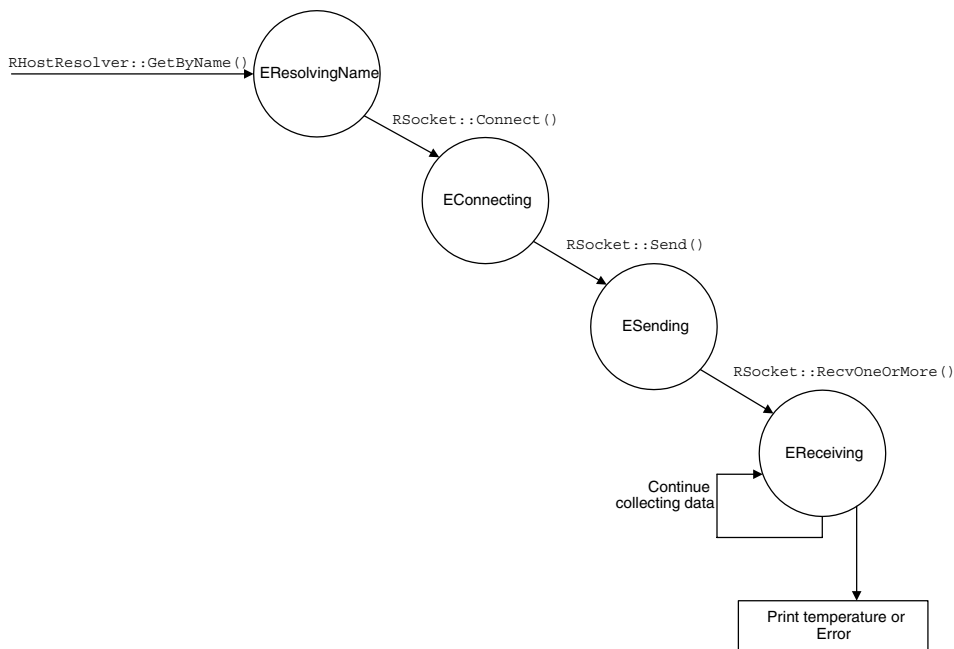 RHostResolver::GetByName()
EResolvingName
RSocket::Connect()
EConnecting
RSocket::Send()
ESending
RSocket::RecvOneOrMore()
EReceiving
Continue
collecting data
Print temperature or
Error